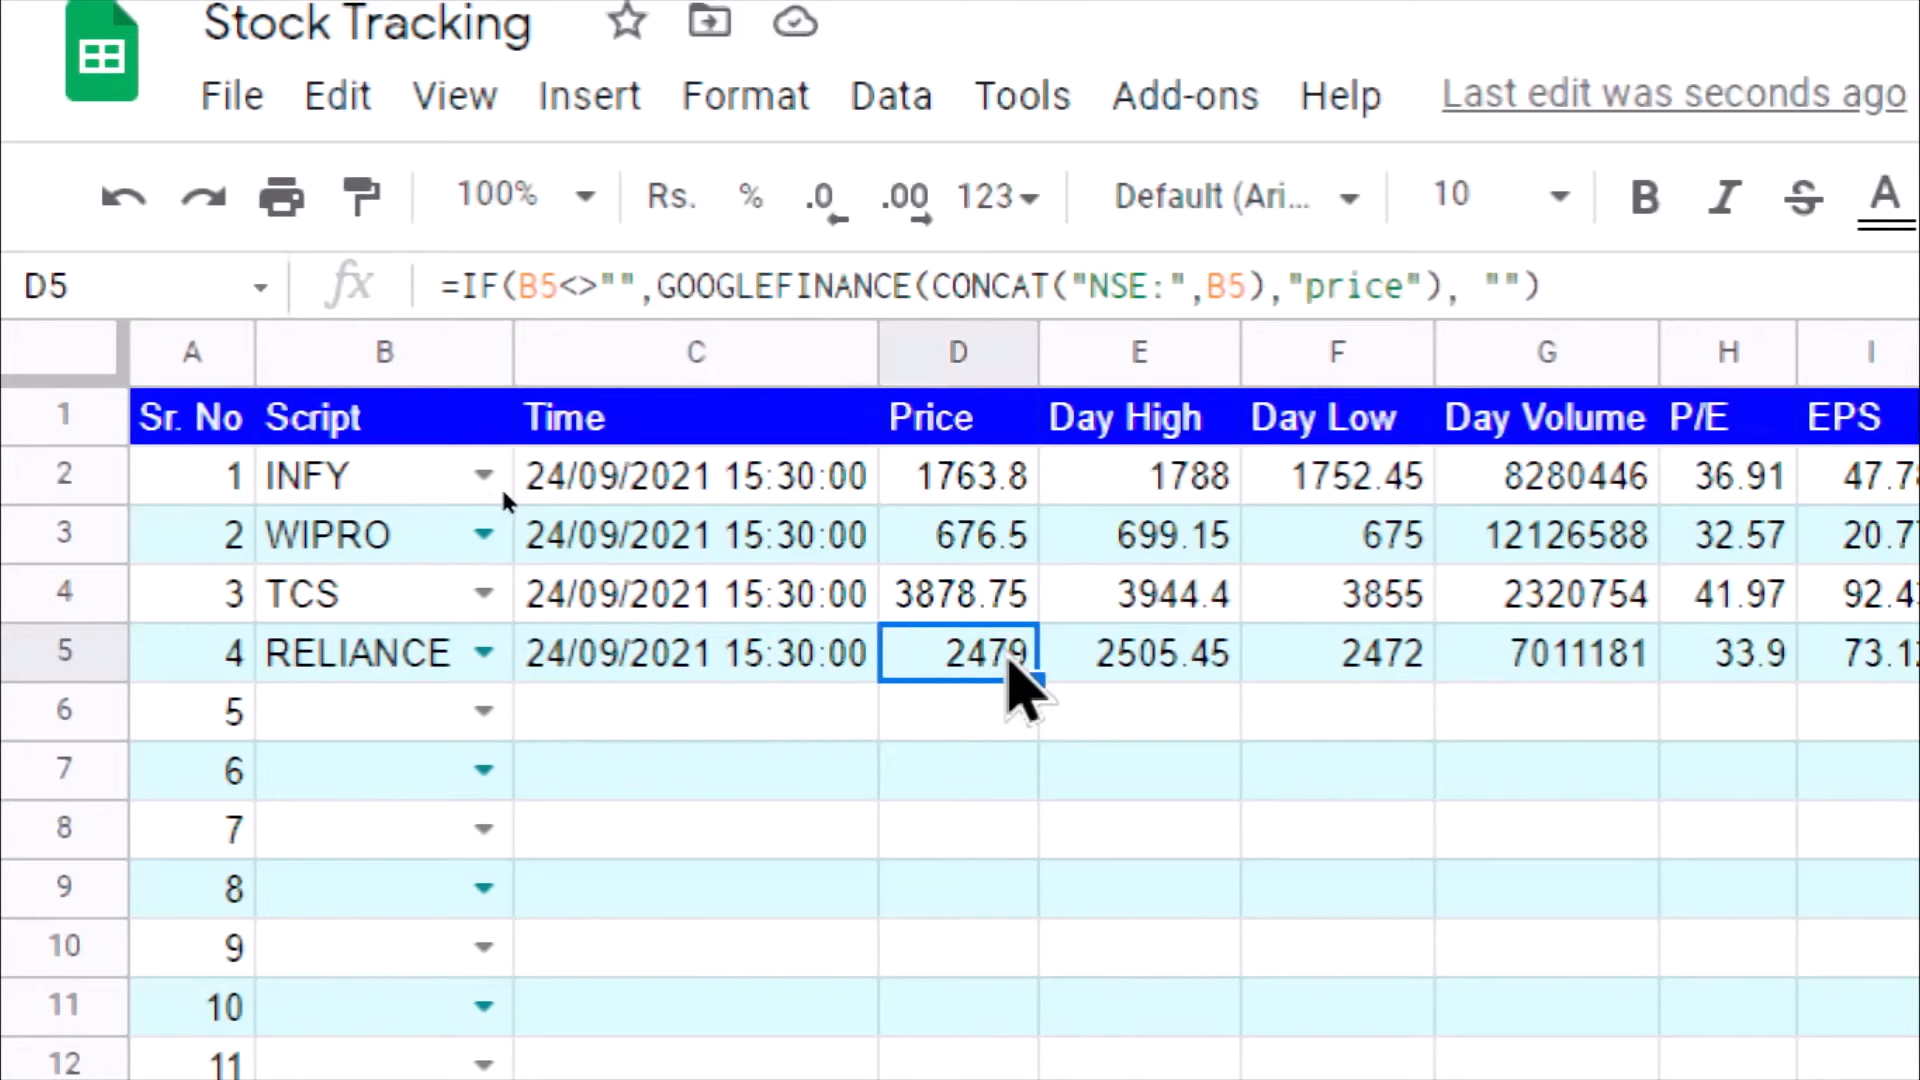 Stock Tracking
File Edit View Insert Format Data Tools Add-ons Help Last edit was seconds ago
100% Rs. % .0 .00 123 Default (Ari... 10 B I S A
D5 fx =IF(B5<>"",GOOGLEFINANCE(CONCAT("NSE:",B5),"price"), "")
A B C D E F G H I
1 Sr. No Script Time Price Day High Day Low Day Volume P/E EPS
2 1 INFY 24/09/2021 15:30:00 1763.8 1788 1752.45 8280446 36.91
3 2 WIPRO 24/09/2021 15:30:00 676.5 699.15 675 12126588 32.57
4 3 TCS 24/09/2021 15:30:00 3878.75 3944.4 3855 2320754 41.97
5 4 RELIANCE 24/09/2021 15:30:00 2479 2505.45 2472 7011181 33.9
6 5
7 6
8 7
9 8
10 9
11 10
12 11